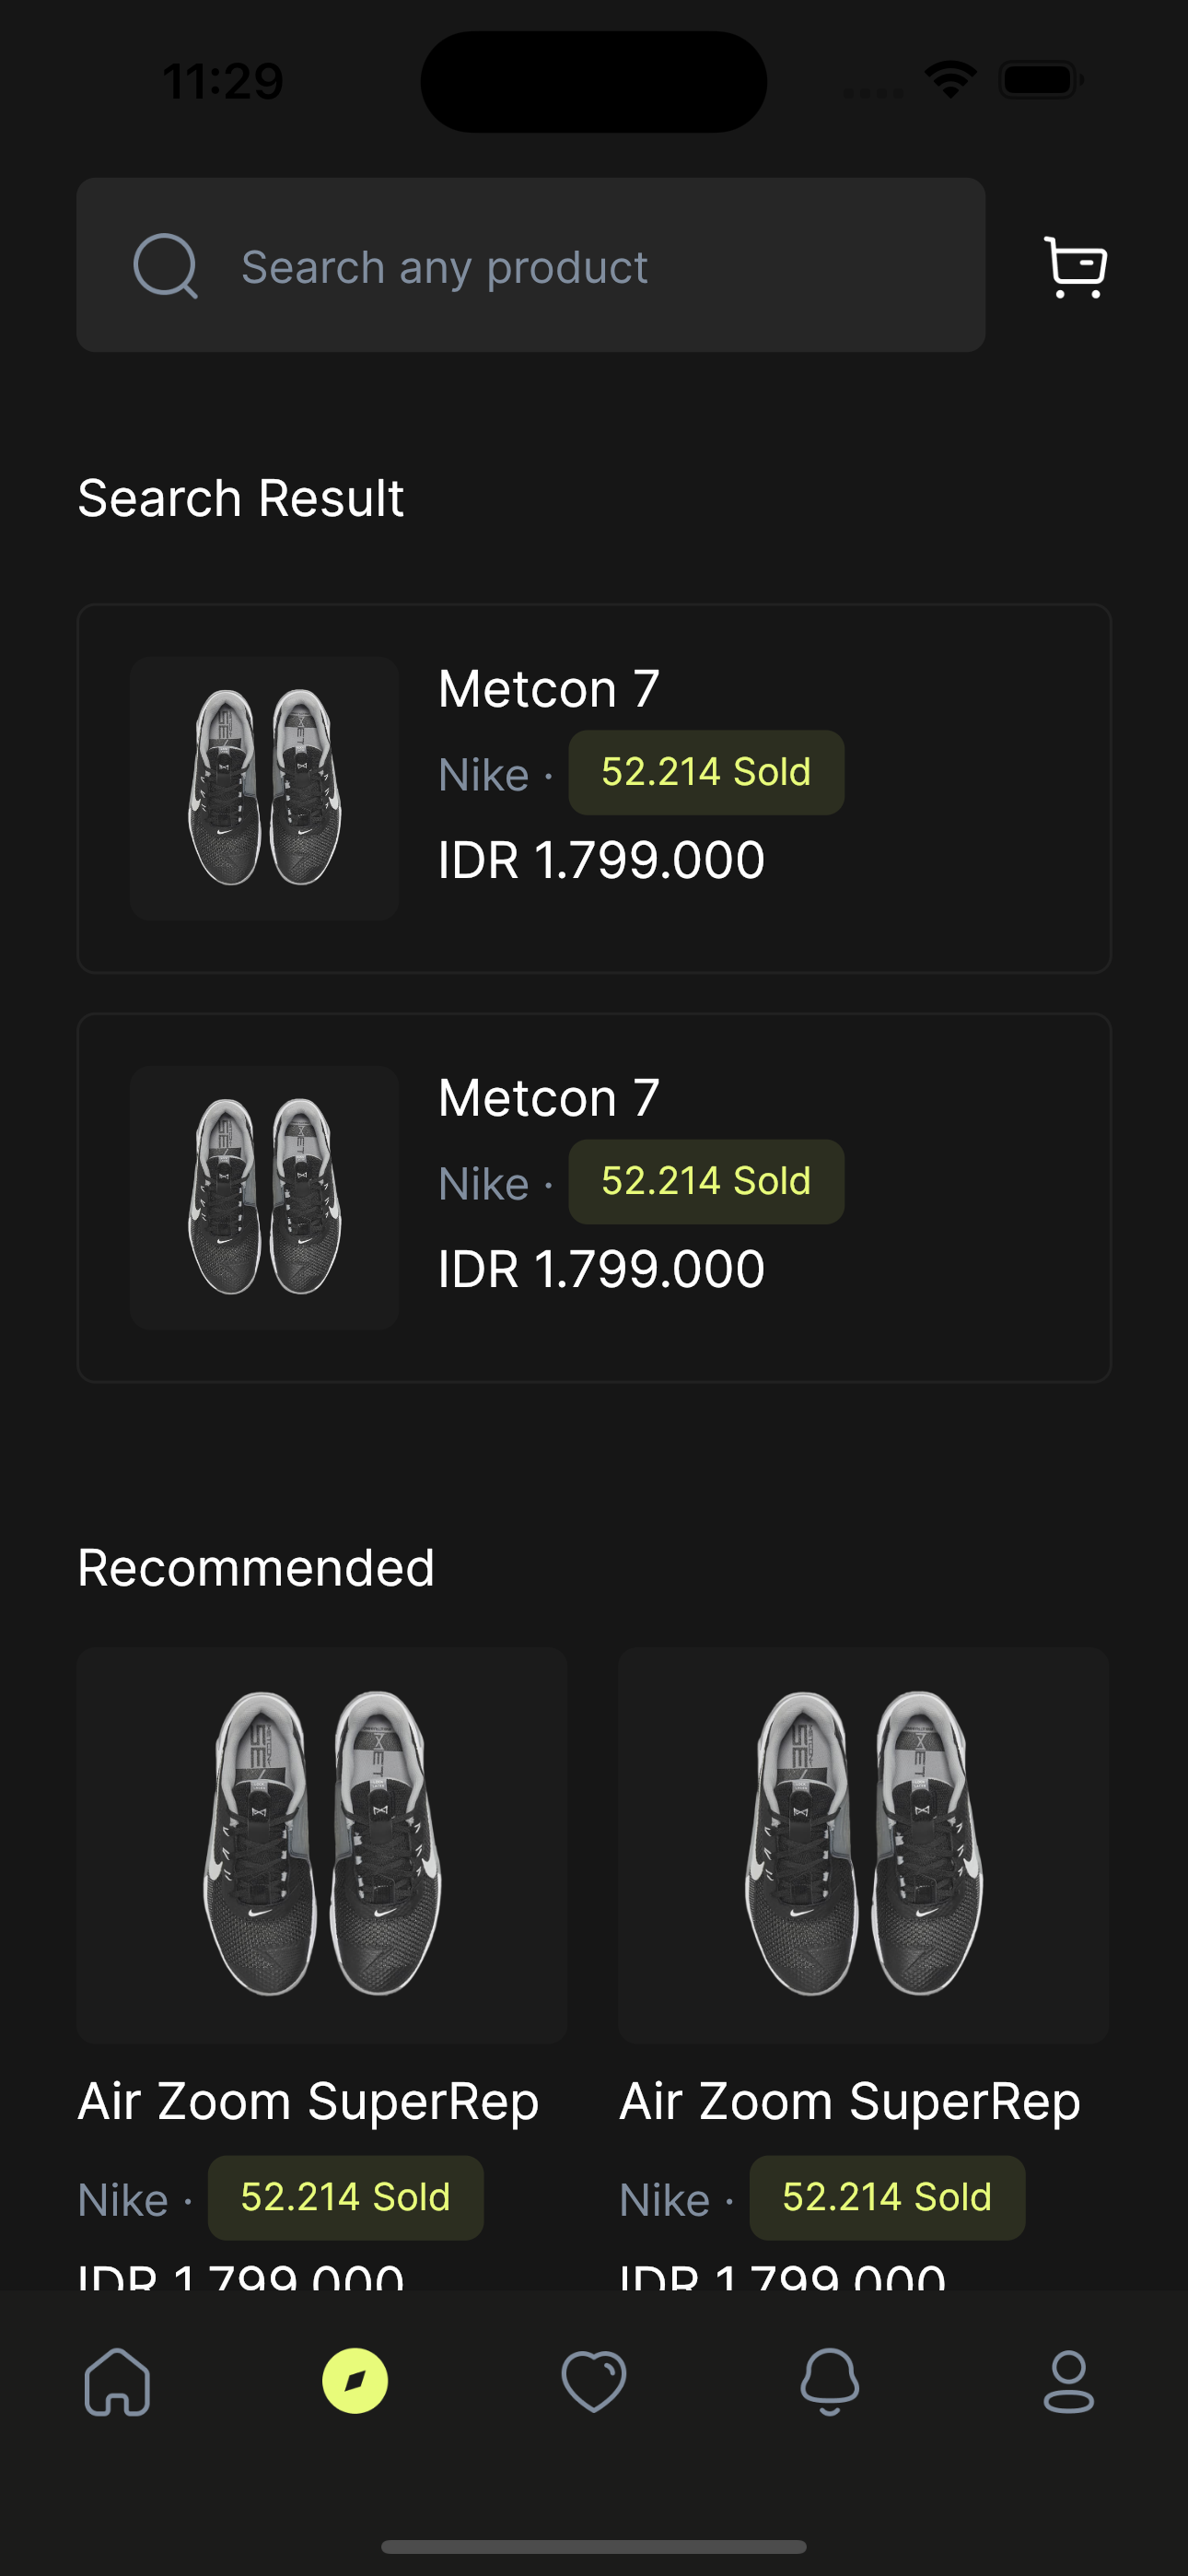 11:29
Search any product
Search Result
Metcon 7
Nike · 52.214 Sold
IDR 1.799.000
Metcon 7
Nike · 52.214 Sold
IDR 1.799.000
Recommended
Air Zoom SuperRep
Nike · 52.214 Sold
IDR 1.799.000
Air Zoom SuperRep
Nike · 52.214 Sold
IDR 1.799.000